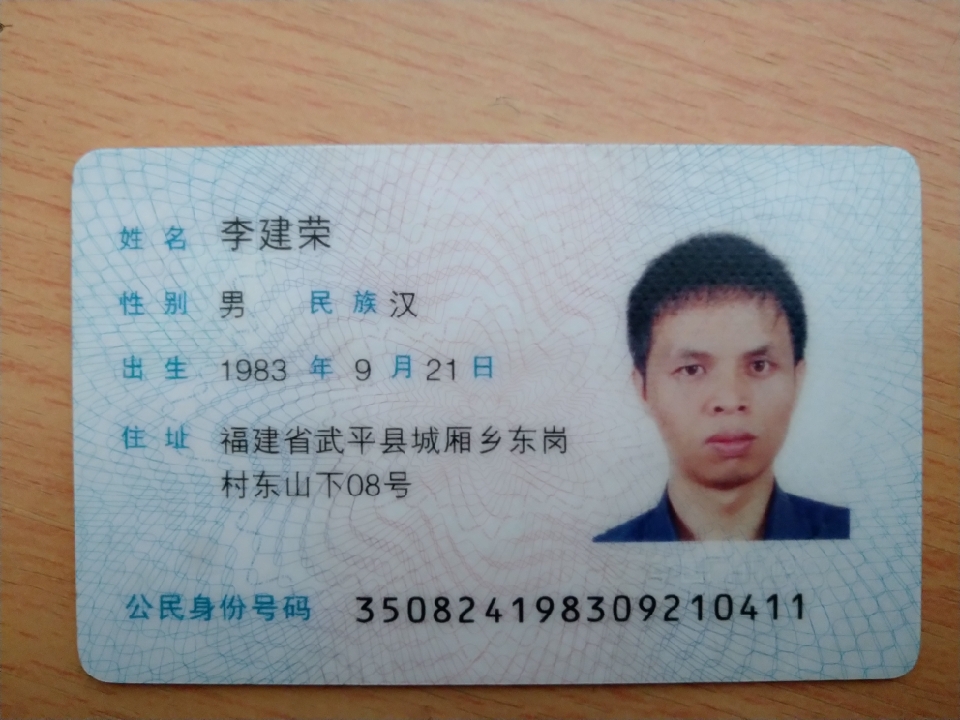 姓名 李建荣
性别 男 民族 汉
出生 1983 年 9 月 21 日
住址 福建省武平县城厢乡东岗
村东山下08号
公民身份号码 350824198309210411